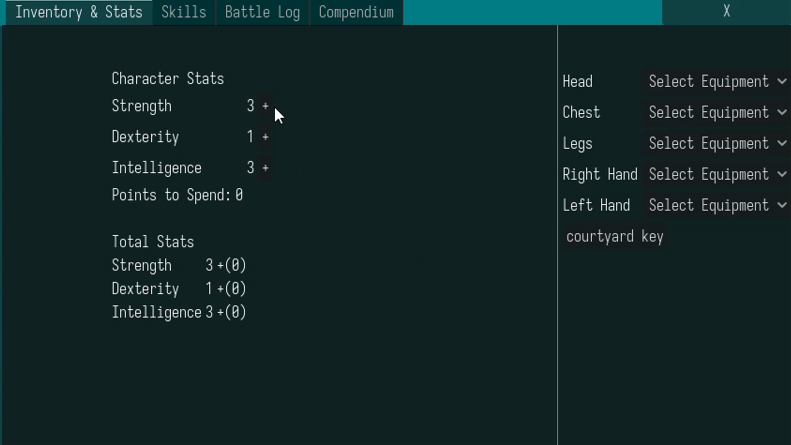 Inventory & Stats Skills Battle Log Compendium X
Character Stats
Strength 3 +
Dexterity 1 +
Intelligence 3 +
Points to Spend: 0
Total Stats
Strength 3 +(0)
Dexterity 1 +(0)
Intelligence 3 +(0)
Head Select Equipment
Chest Select Equipment
Legs Select Equipment
Right Hand Select Equipment
Left Hand Select Equipment
courtyard key